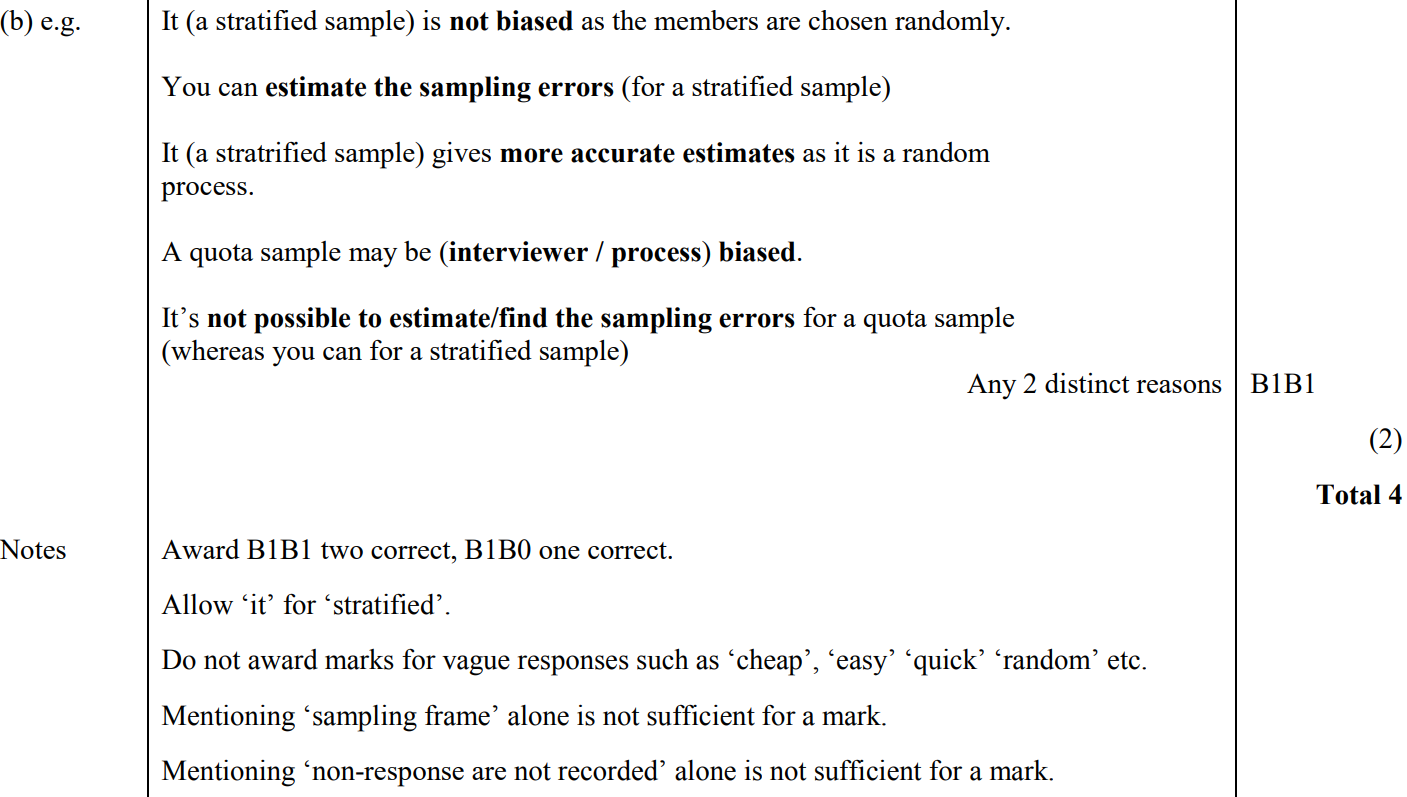 (b) e.g. It (a stratified sample) is not biased as the members are chosen randomly.
You can estimate the sampling errors (for a stratified sample)
It (a stratrified sample) gives more accurate estimates as it is a random
process.
A quota sample may be (interviewer / process) biased.
It’s not possible to estimate/find the sampling errors for a quota sample
(whereas you can for a stratified sample)
Any 2 distinct reasons B1B1
(2)
Total 4
Notes Award B1B1 two correct, B1B0 one correct.
Allow ‘it’ for ‘stratified’.
Do not award marks for vague responses such as ‘cheap’, ‘easy’ ‘quick’ ‘random’ etc.
Mentioning ‘sampling frame’ alone is not sufficient for a mark.
Mentioning ‘non-response are not recorded’ alone is not sufficient for a mark.